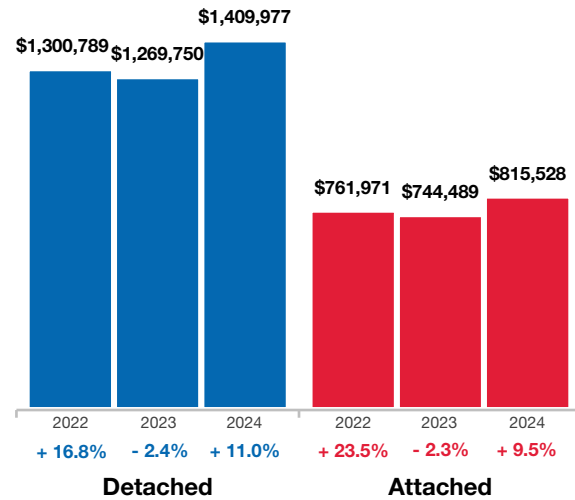 $1,409,977
$1,300,789 $1,269,750
$815,528
$761,971 $744,489
2022 2023 2024 2022 2023 2024
+ 16.8% - 2.4% + 11.0% + 23.5% - 2.3% + 9.5%
Detached Attached